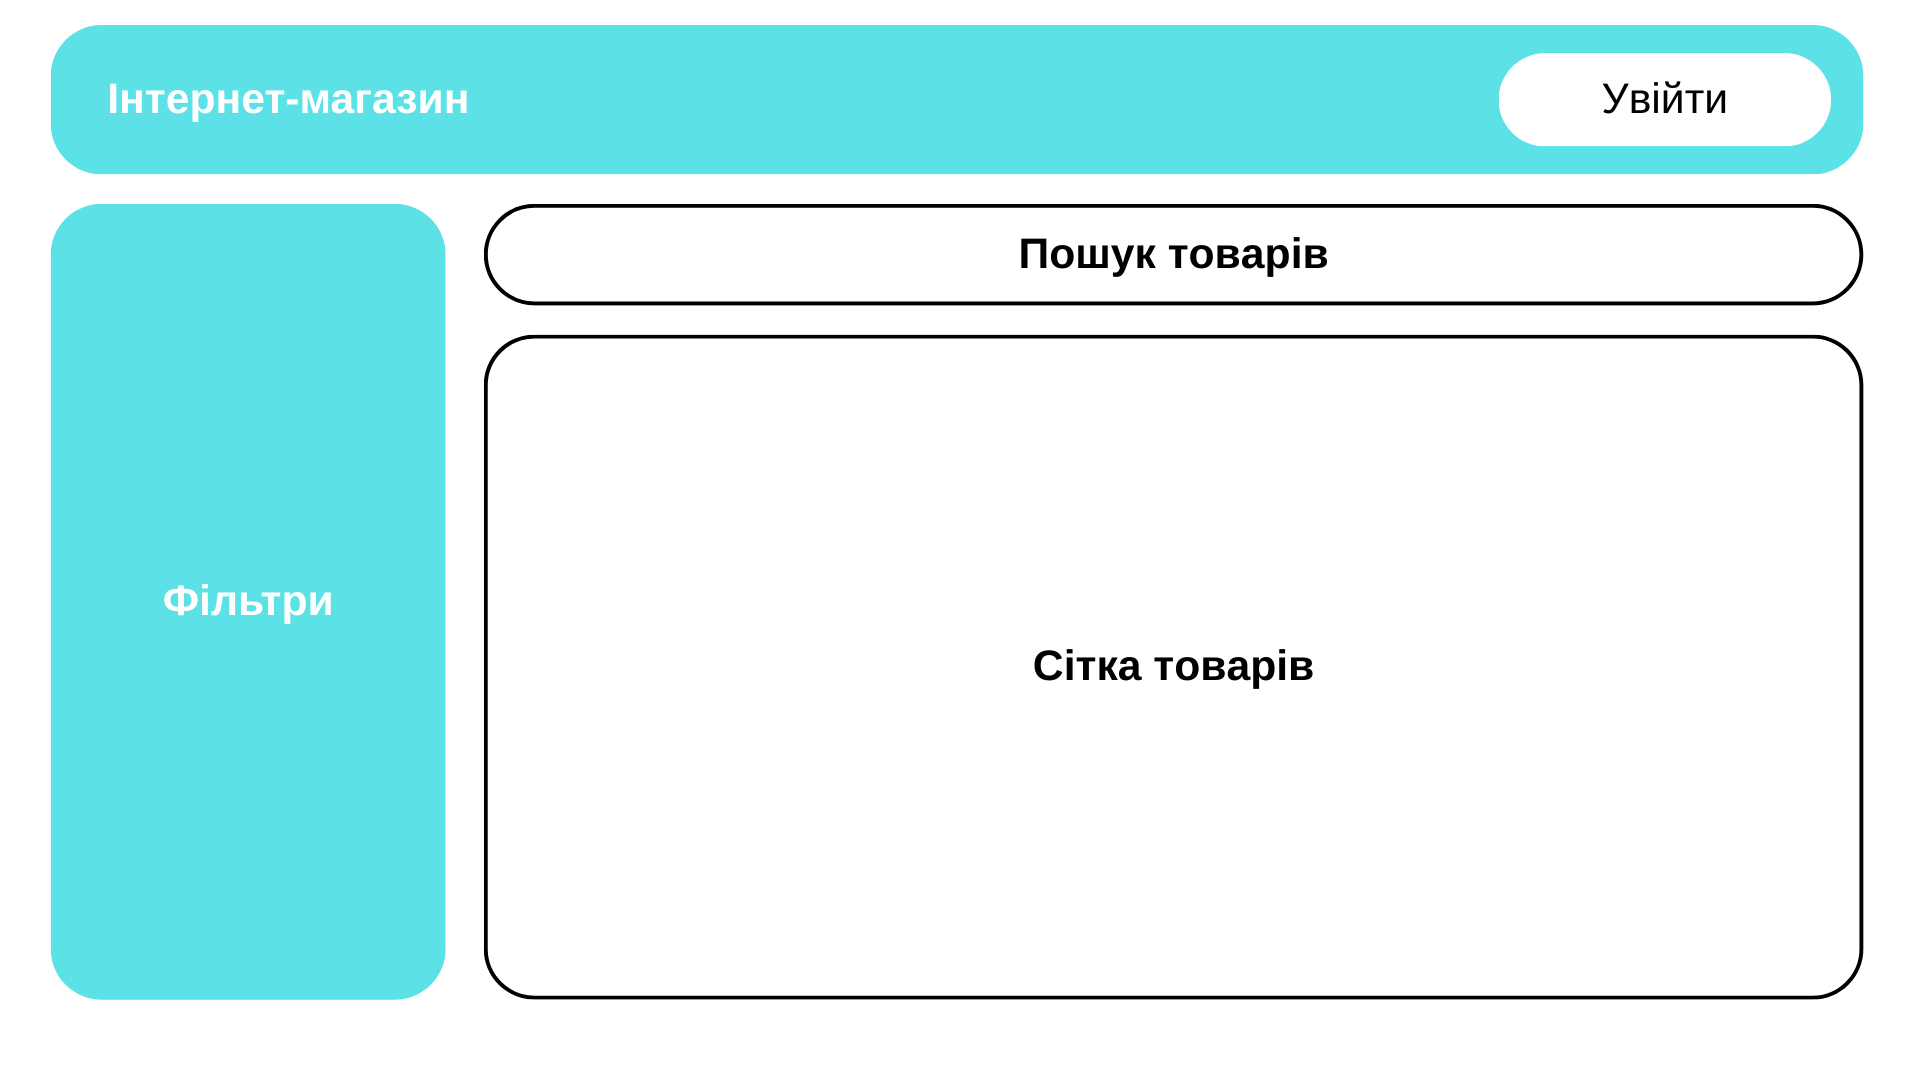 Інтернет-магазин
Увійти
Пошук товарів
Фільтри
Сітка товарів